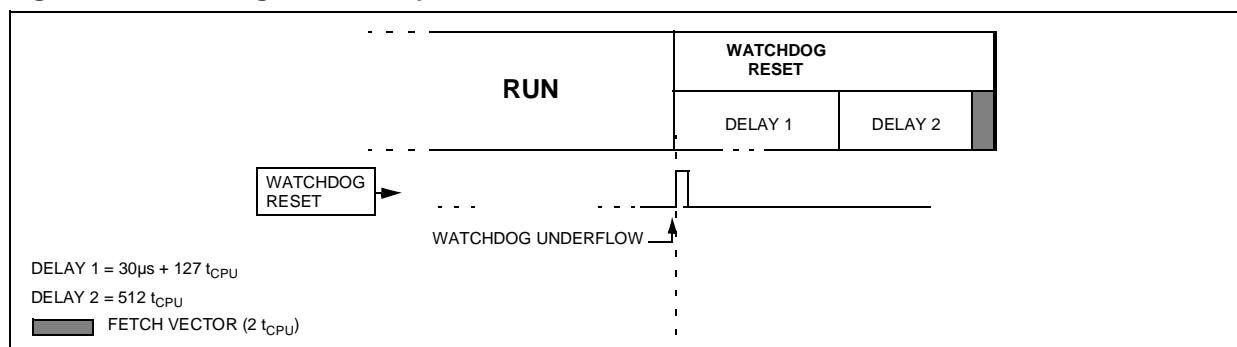 WATCHDOG
RESET
RUN
DELAY 1
DELAY 2
WATCHDOG
RESET
WATCHDOG UNDERFLOW
DELAY 1 = 30µs + 127 tCPU
DELAY 2 = 512 tCPU
FETCH VECTOR (2 tCPU)